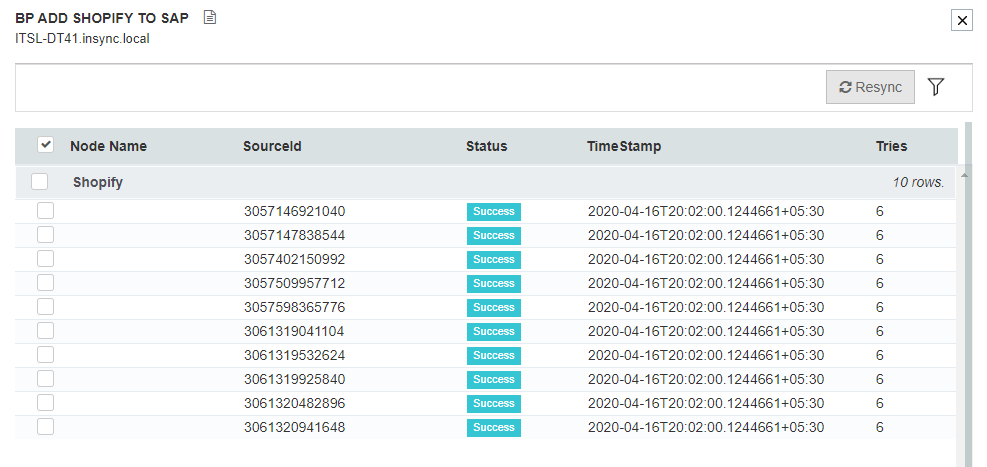 BP ADD SHOPIFY TO SAP
ITSL-DT41.insync.local
Resync
Node Name SourceId Status TimeStamp Tries
Shopify 10 rows.
3057146921040 Success 2020-04-16T20:02:00.1244661+05:30 6
3057147838544 Success 2020-04-16T20:02:00.1244661+05:30 6
3057402150992 Success 2020-04-16T20:02:00.1244661+05:30 6
3057509957712 Success 2020-04-16T20:02:00.1244661+05:30 6
3057598365776 Success 2020-04-16T20:02:00.1244661+05:30 6
3061319041104 Success 2020-04-16T20:02:00.1244661+05:30 6
3061319532624 Success 2020-04-16T20:02:00.1244661+05:30 6
3061319925840 Success 2020-04-16T20:02:00.1244661+05:30 6
3061320482896 Success 2020-04-16T20:02:00.1244661+05:30 6
3061320941648 Success 2020-04-16T20:02:00.1244661+05:30 6